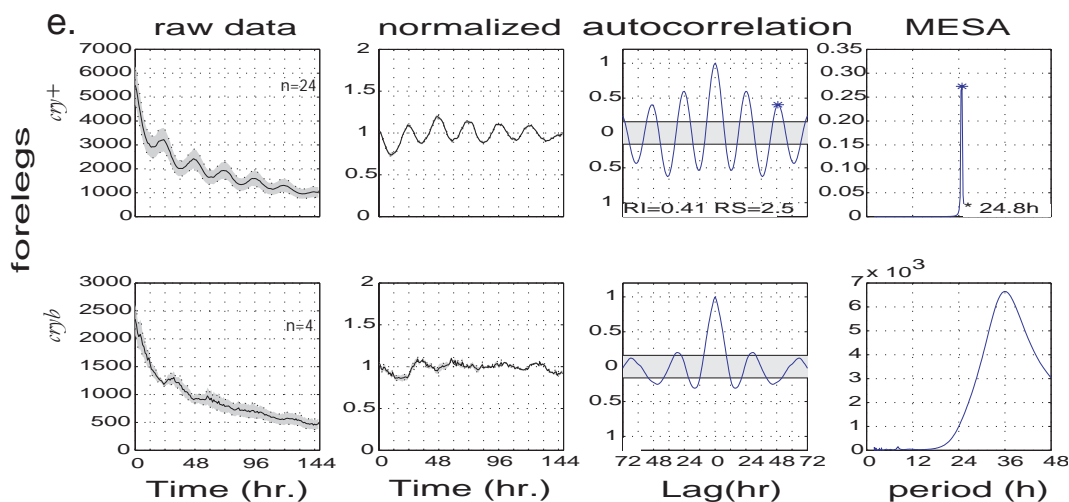 e.
raw data normalized autocorrelation MESA
forelegs
cry+
7000
6000
5000
4000
3000
2000
1000
0
n=24
2
1.5
1
0.5
0
1
0.5
0
0.5
1
RI=0.41 RS=2.5
0.35
0.30
0.25
0.20
0.15
0.10
0.05
0
* 24.8h
cryb
3000
2500
2000
1500
1000
500
0
n=4
0 48 96 144
Time (hr.)
2
1.5
1
0.5
0
0 48 96 144
Time (hr.)
1
0.5
0
0.5
1
72 48 24 0 24 48 72
Lag(hr)
7 × 10 3
6
5
4
3
2
1
0
0 12 24 36 48
period (h)